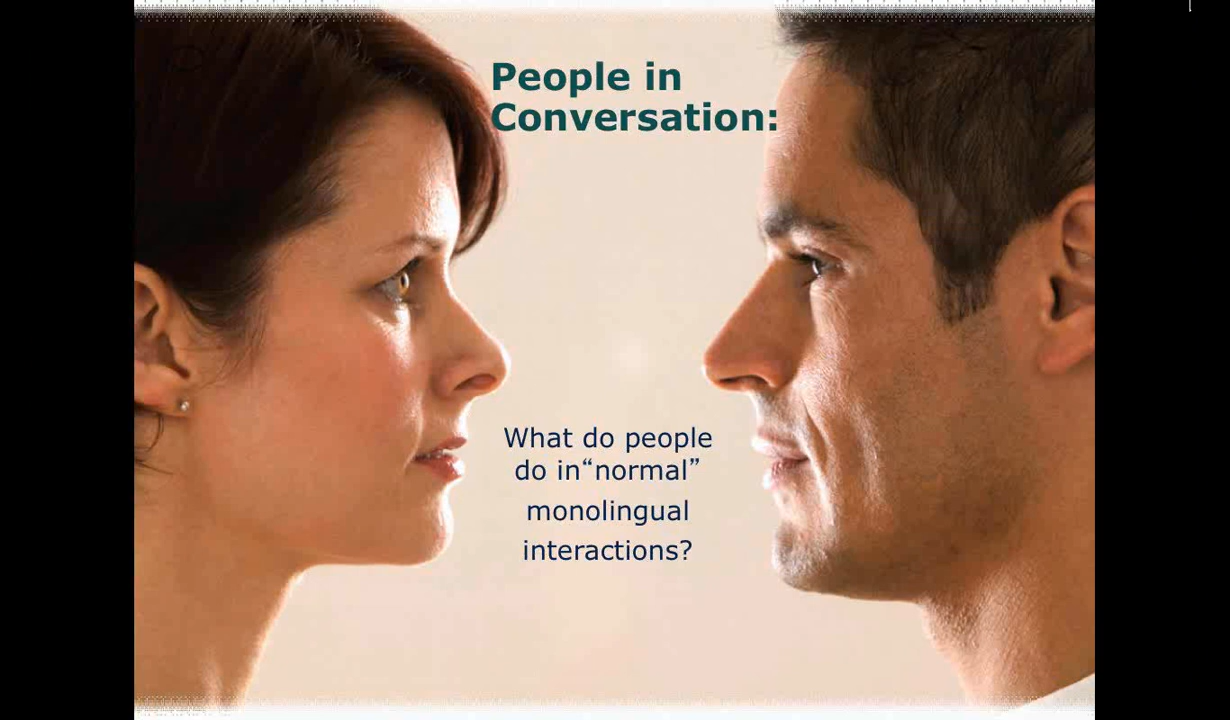 People in
Conversation:
What do people
do in“normal”
monolingual
interactions?